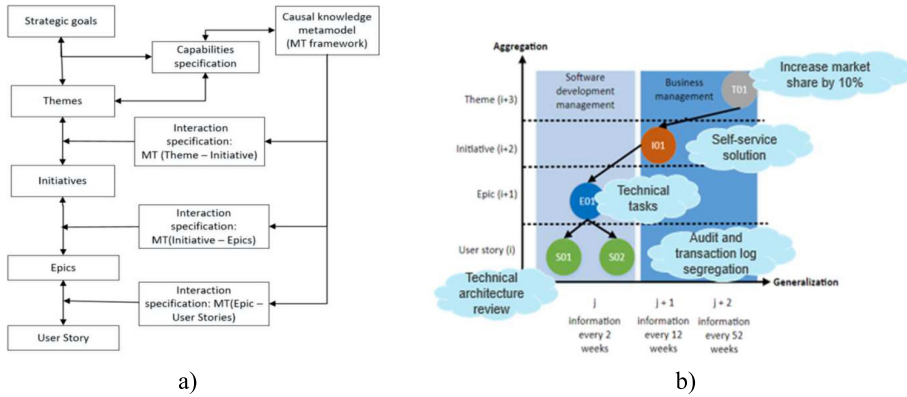 Strategic goals
Causal knowledge
metamodel
(MT framework)
Capabilities
specification
Themes
Interaction
specification:
MT (Theme – Initiative)
Initiatives
Interaction
specification:
MT(Initiative – Epics)
Epics
Interaction
specification: MT(Epic –
User Stories)
User Story
a)
Aggregation
Software
development
management
Business
management
Increase market
share by 10%
Theme (i+3)
T01
Initiative (i+2)
I01
Self-service
solution
Epic (i+1)
E01
Technical
tasks
User story (i)
S01
S02
Audit and
transaction log
segregation
Technical
architecture
review
Generalization
j
j + 1
j + 2
information
every 2
weeks
information
every 12
weeks
information
every 52
weeks
b)